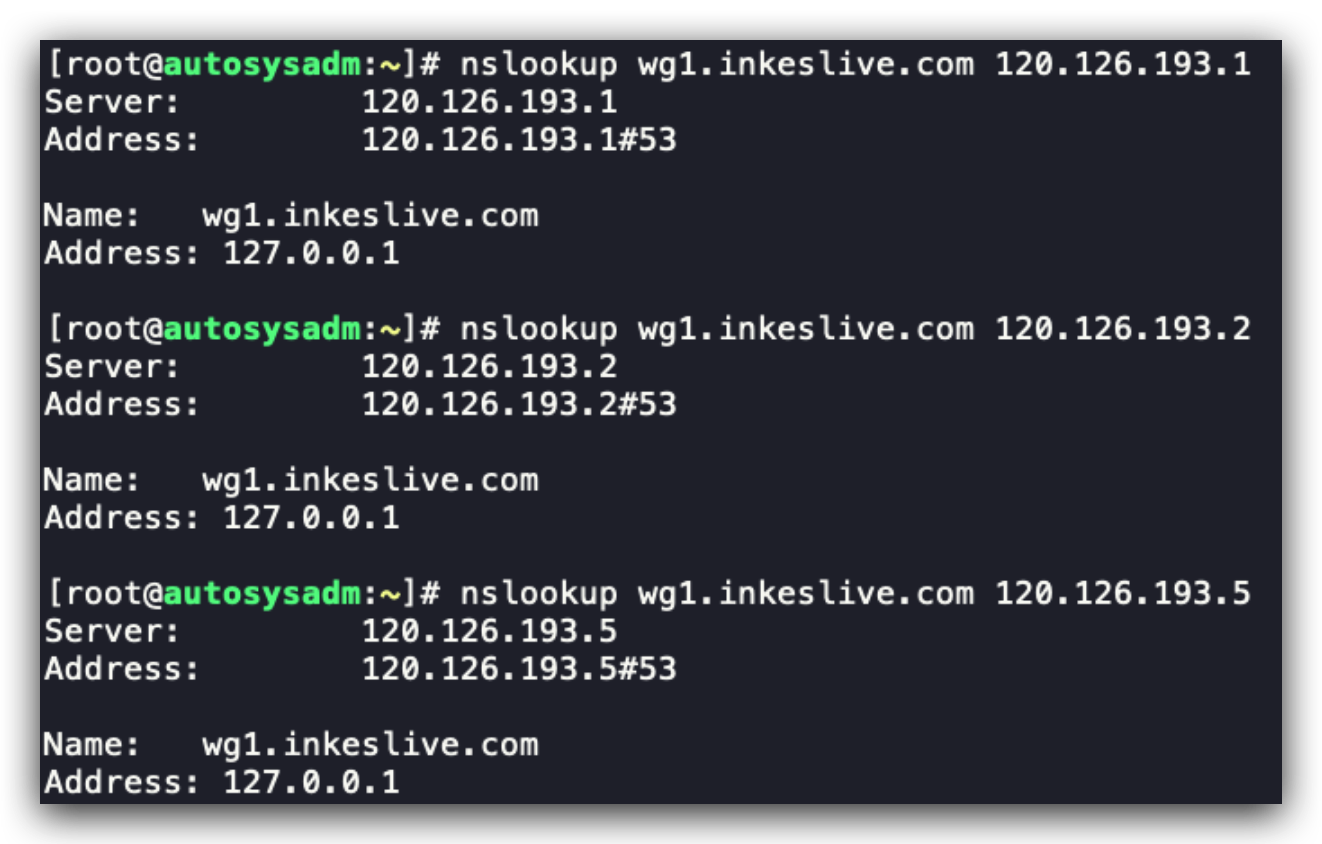 [root@autosysadm:~]# nslookup wg1.inkeslive.com 120.126.193.1
Server:         120.126.193.1
Address:        120.126.193.1#53

Name:   wg1.inkeslive.com
Address: 127.0.0.1

[root@autosysadm:~]# nslookup wg1.inkeslive.com 120.126.193.2
Server:         120.126.193.2
Address:        120.126.193.2#53

Name:   wg1.inkeslive.com
Address: 127.0.0.1

[root@autosysadm:~]# nslookup wg1.inkeslive.com 120.126.193.5
Server:         120.126.193.5
Address:        120.126.193.5#53

Name:   wg1.inkeslive.com
Address: 127.0.0.1